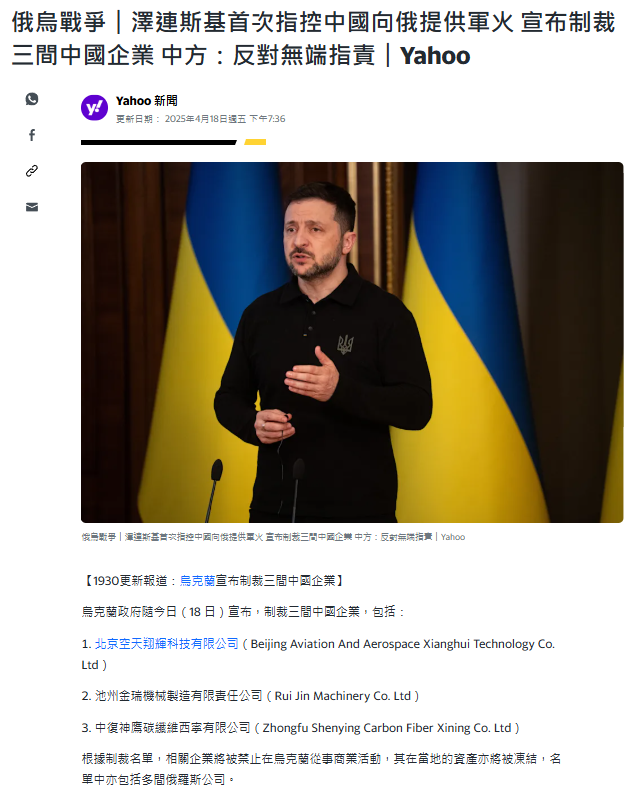 俄烏戰爭｜澤連斯基首次指控中國向俄提供軍火 宣布制裁
三間中國企業 中方：反對無端指責｜Yahoo
y!
Yahoo 新聞
更新日期： 2025年4月18日週五 下午7:36
俄烏戰爭｜澤連斯基首次指控中國向俄提供軍火 宣布制裁三間中國企業 中方：反對無端指責｜Yahoo
【1930更新報道：烏克蘭宣布制裁三間中國企業】
烏克蘭政府隨今日（18 日）宣布，制裁三間中國企業，包括：
1. 北京空天翔輝科技有限公司（Beijing Aviation And Aerospace Xianghui Technology Co.
Ltd）
2. 池州金瑞機械製造有限責任公司（Rui Jin Machinery Co. Ltd）
3. 中復神鷹碳纖維西寧有限公司（Zhongfu Shenying Carbon Fiber Xining Co. Ltd）
根據制裁名單，相關企業將被禁止在烏克蘭從事商業活動，其在當地的資產亦將被凍結，名
單中亦包括多間俄羅斯公司。